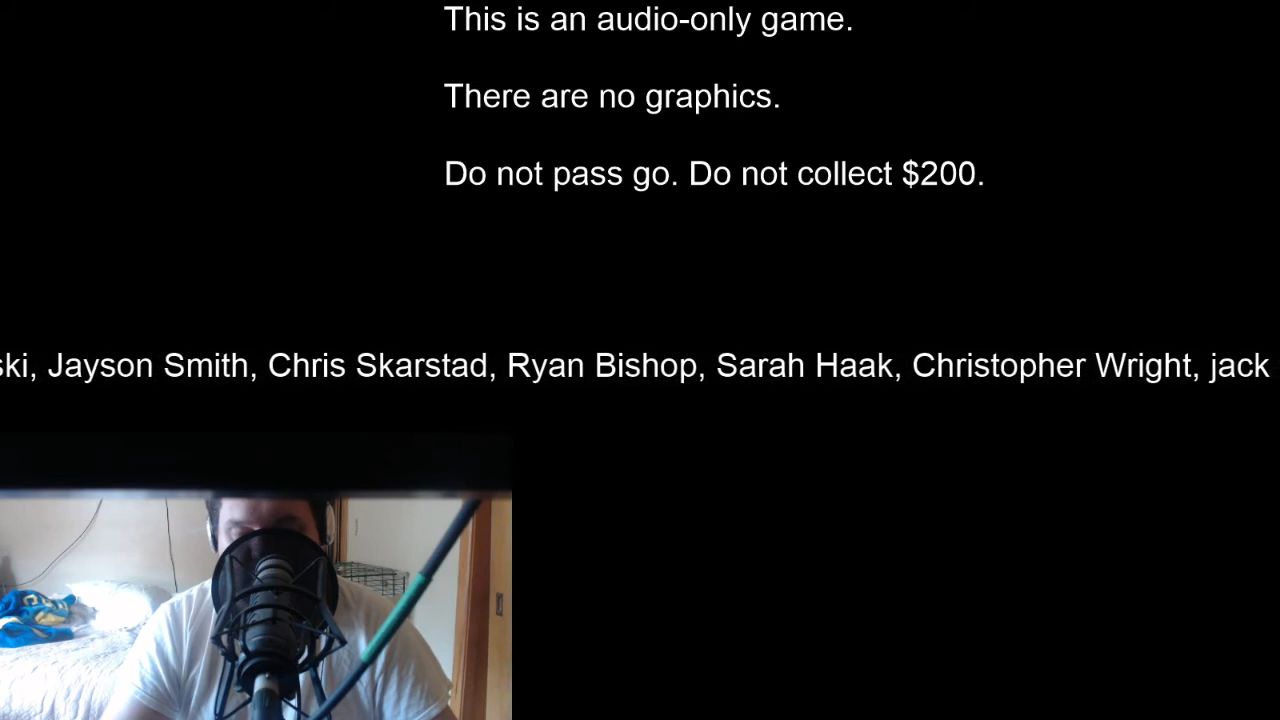 This is an audio-only game.
There are no graphics.
Do not pass go. Do not collect $200.
ski, Jayson Smith, Chris Skarstad, Ryan Bishop, Sarah Haak, Christopher Wright, jack